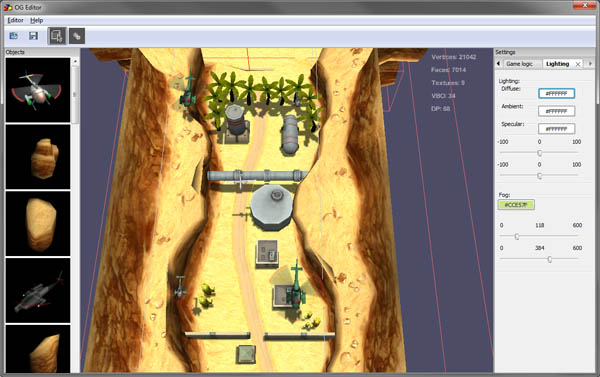 OG Editor
Editor Help
Objects
Vertices: 21042
Faces: 7014
Textures: 9
VBO: 34
DP: 68
Settings
Game logic Lighting
Lighting:
Diffuse: #FFFFFF
Ambient: #FFFFFF
Specular: #FFFFFF
-100 0 100
-100 0 100
Fog:
#CCE57F
0 118 600
0 384 600